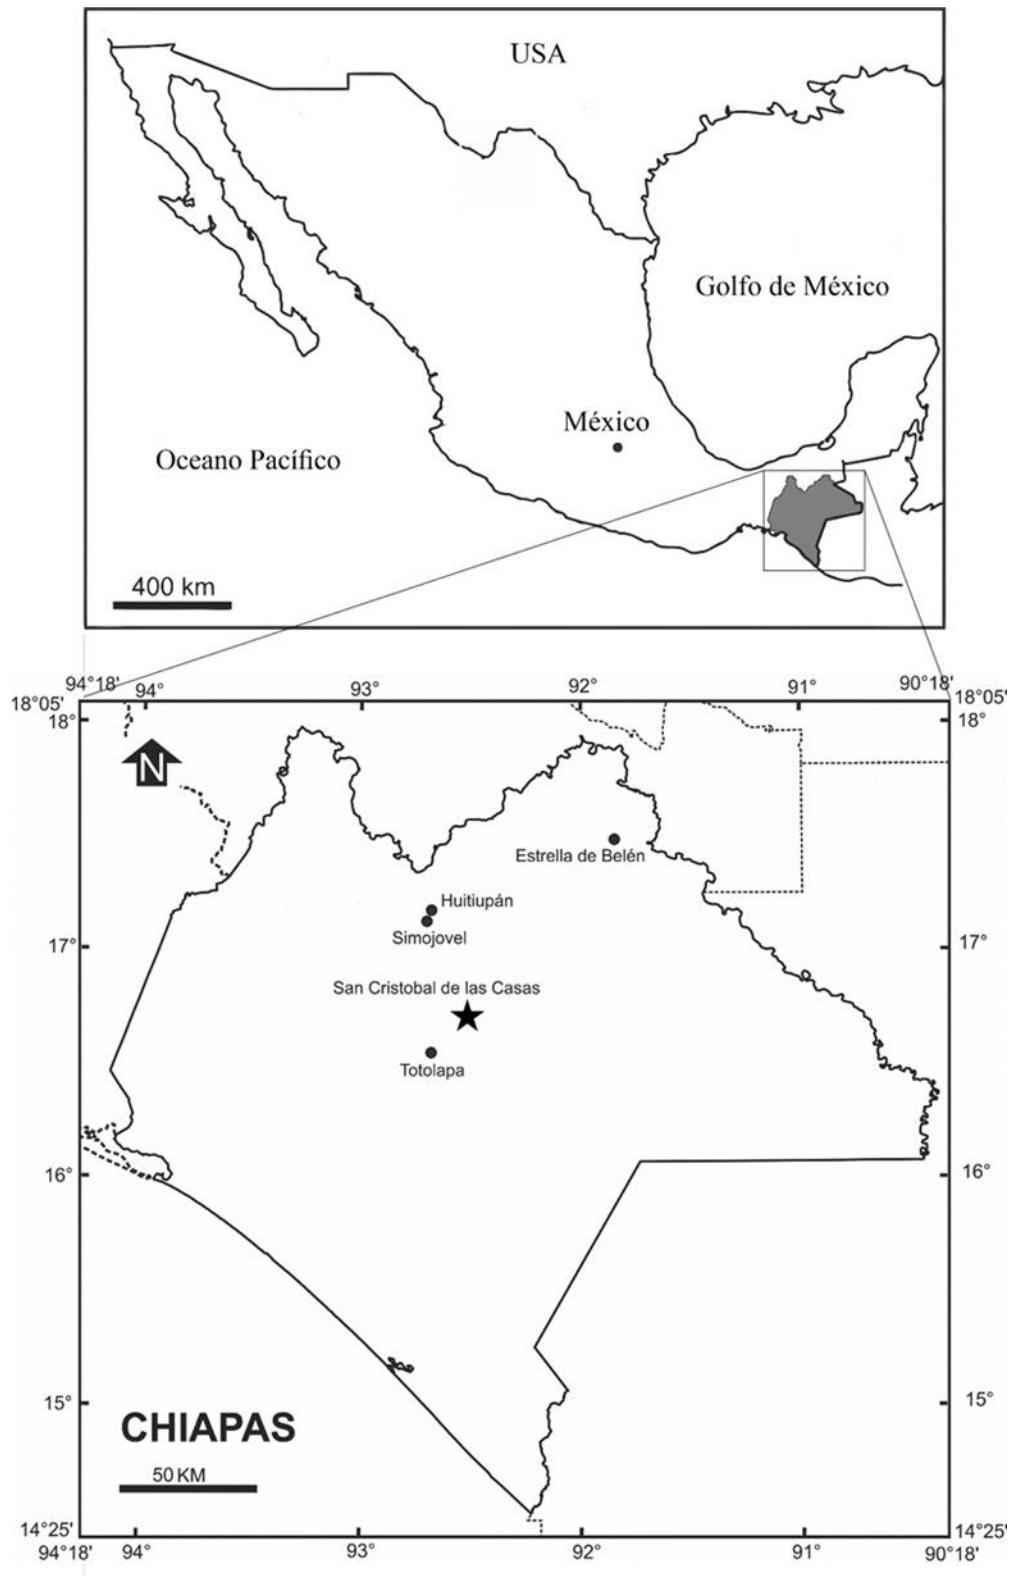 USA
Golfo de México
México
Oceano Pacífico
400 km
94°18' 94° 93° 92° 91° 90°18'
18°05' 18°05'
18° 18°
N
Estrella de Belén
Huitiupán
Simojovel
17° 17°
San Cristobal de las Casas
Totolapa
16° 16°
15° 15°
CHIAPAS
50 KM
14°25' 14°25'
94°18' 94° 93° 92° 91° 90°18'